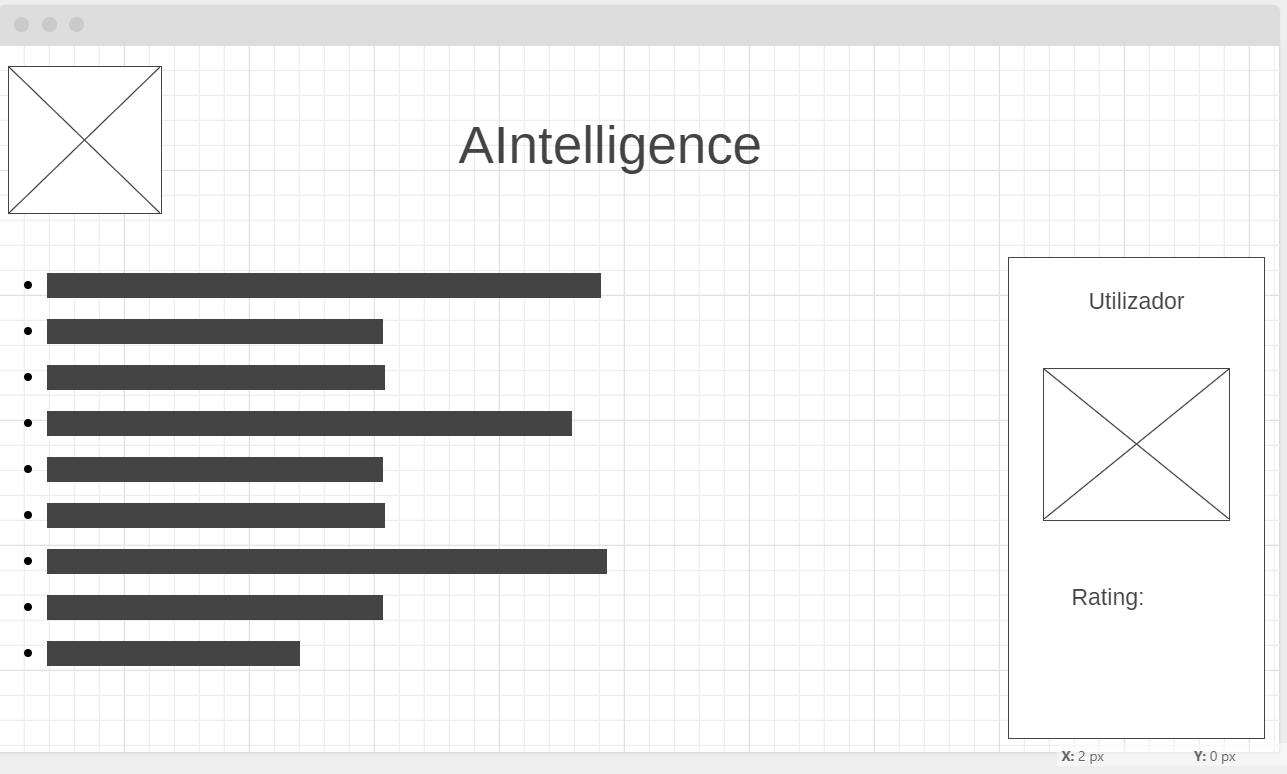 AIntelligence
Utilizador
Rating:
X: 2 px Y: 0 px